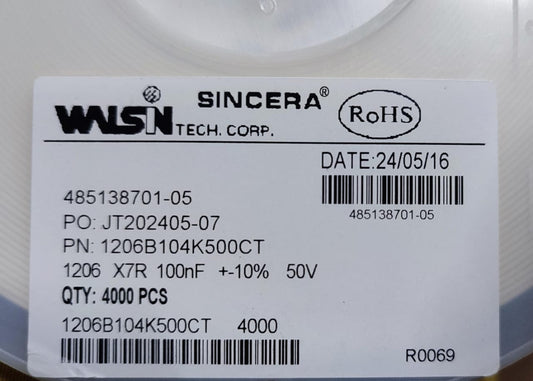 SINCERA®
WALSIN TECH. CORP.
RoHS
DATE:24/05/16
485138701-05
485138701-05
PO: JT202405-07
PN: 1206B104K500CT
1206 X7R 100nF +-10% 50V
QTY: 4000 PCS
1206B104K500CT 4000
R0069